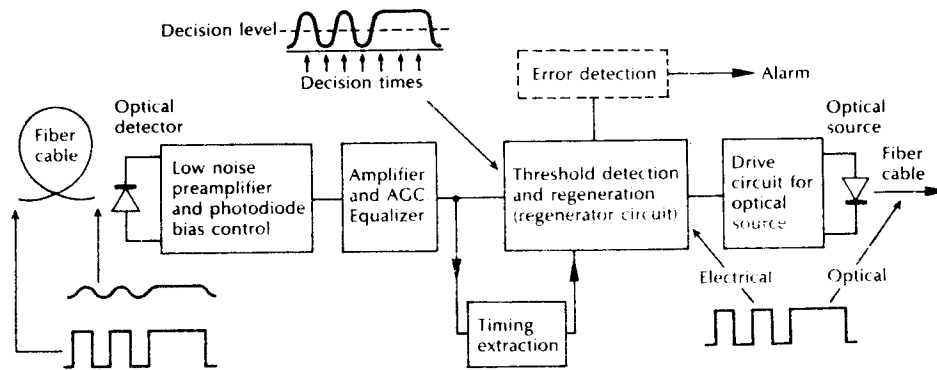 Decision level
Decision times
Error detection
Alarm
Fiber
cable
Optical
detector
Low noise
preamplifier
and photodiode
bias control
Amplifier
and AGC
Equalizer
Threshold detection
and regeneration
(regenerator circuit)
Drive
circuit for
optical
source
Optical
source
Fiber
cable
Timing
extraction
Electrical
Optical